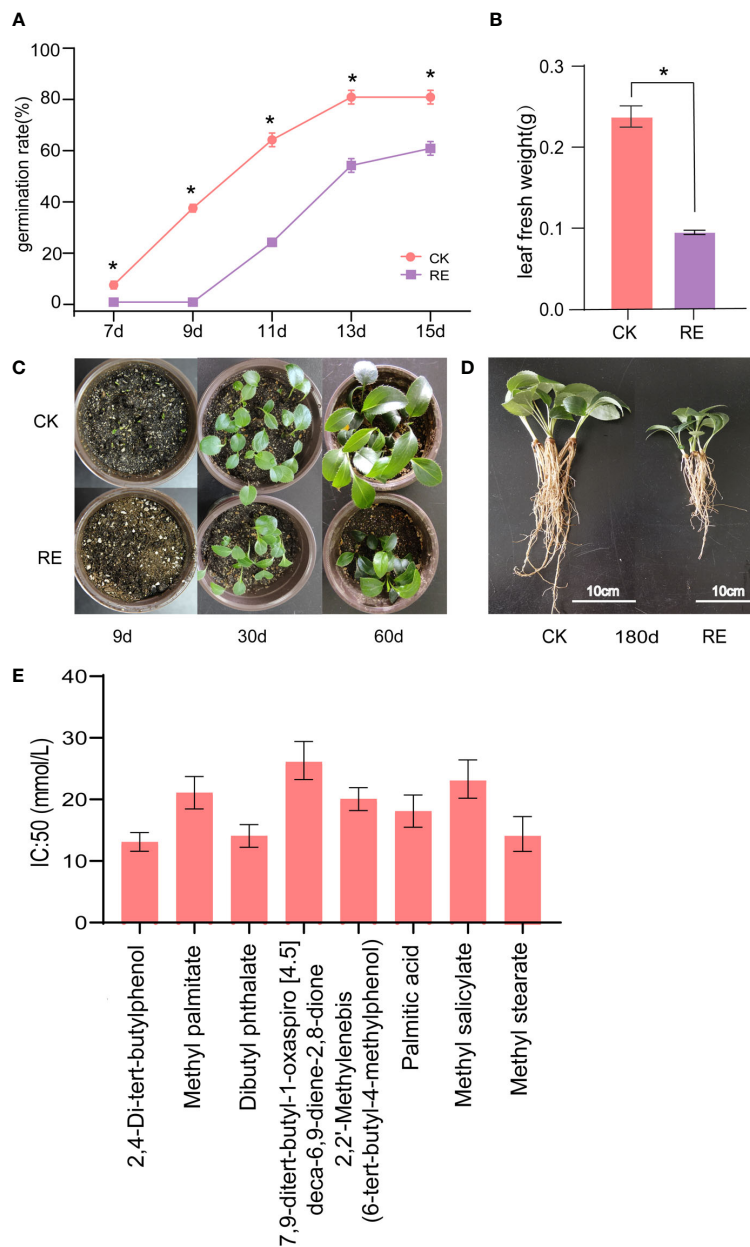 A
germination rate(%)
100
80
60
40
20
0
*
*
*
*
*
CK
RE
7d
9d
11d
13d
15d
B
leaf fresh weight(g)
0.3
0.2
0.1
0.0
*
CK
RE
C
CK
RE
9d
30d
60d
D
10cm
10cm
CK
180d
RE
E
IC:50 (mmol/L)
40
30
20
10
0
2,4-Di-tert-butylphenol
Methyl palmitate
Dibutyl phthalate
7,9-ditert-butyl-1-oxaspiro [4.5]
deca-6,9-diene-2,8-dione
2,2'-Methylenebis
(6-tert-butyl-4-methylphenol)
Palmitic acid
Methyl salicylate
Methyl stearate